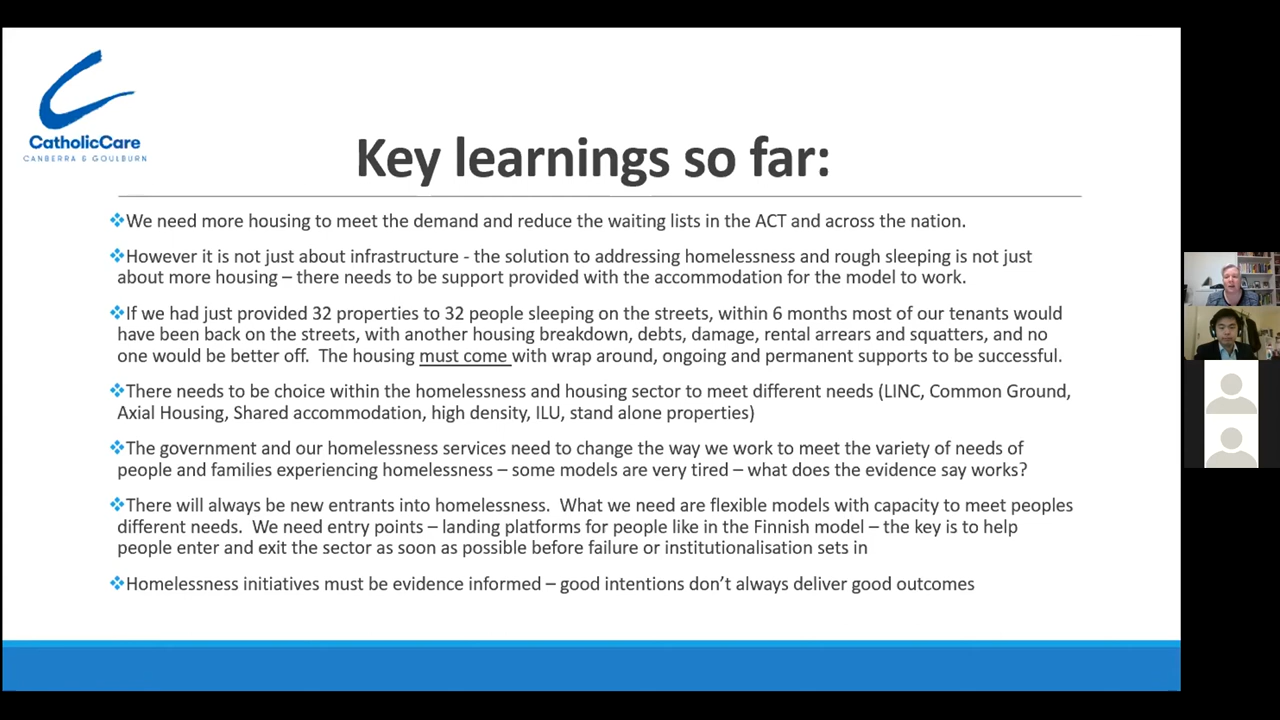 CatholicCare
CANBERRA & GOULBURN
Key learnings so far:
❖We need more housing to meet the demand and reduce the waiting lists in the ACT and across the nation.
❖However it is not just about infrastructure - the solution to addressing homelessness and rough sleeping is not just
about more housing – there needs to be support provided with the accommodation for the model to work.
❖If we had just provided 32 properties to 32 people sleeping on the streets, within 6 months most of our tenants would
have been back on the streets, with another housing breakdown, debts, damage, rental arrears and squatters, and no
one would be better off.  The housing must come with wrap around, ongoing and permanent supports to be successful.
❖There needs to be choice within the homelessness and housing sector to meet different needs (LINC, Common Ground,
Axial Housing, Shared accommodation, high density, ILU, stand alone properties)
❖The government and our homelessness services need to change the way we work to meet the variety of needs of
people and families experiencing homelessness – some models are very tired – what does the evidence say works?
❖There will always be new entrants into homelessness.  What we need are flexible models with capacity to meet peoples
different needs.  We need entry points – landing platforms for people like in the Finnish model – the key is to help
people enter and exit the sector as soon as possible before failure or institutionalisation sets in
❖Homelessness initiatives must be evidence informed – good intentions don’t always deliver good outcomes